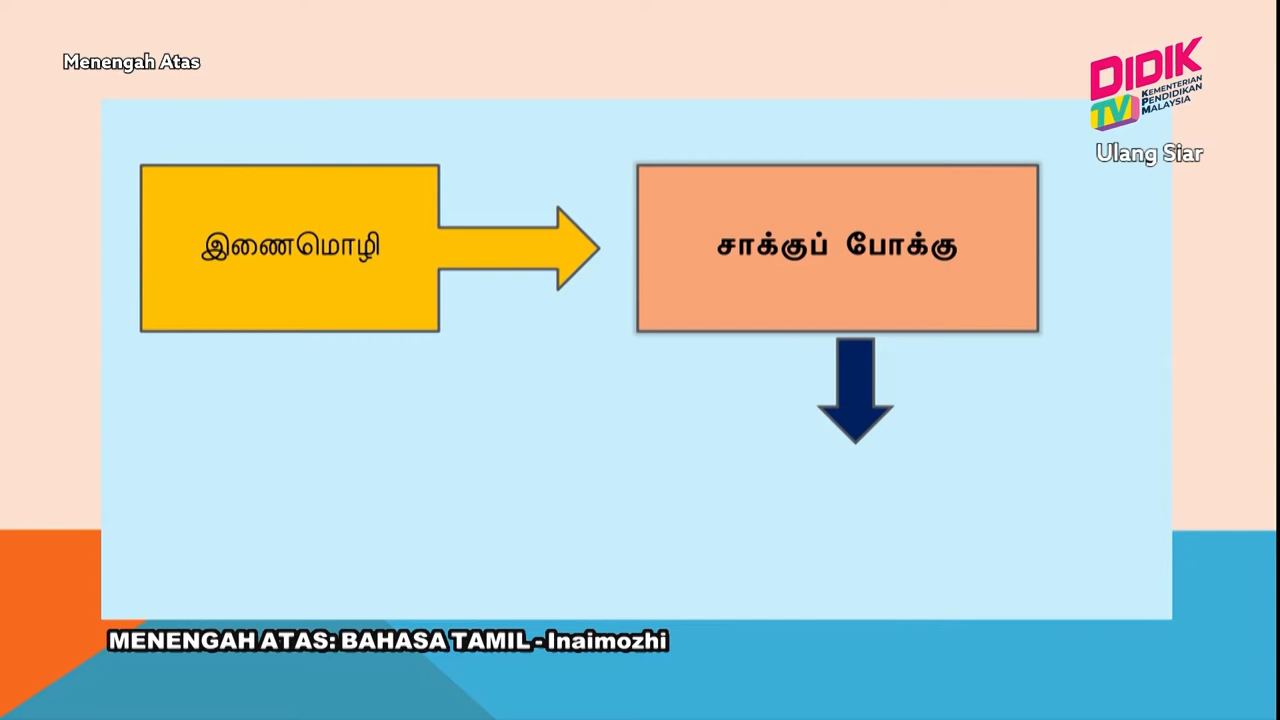 Menengah Atas
DIDIK
TV
KEMENTERIAN
PENDIDIKAN
MALAYSIA
Ulang Siar
இணைமொழி
சாக்குப் போக்கு
MENENGAH ATAS: BAHASA TAMIL - Inaimozhi